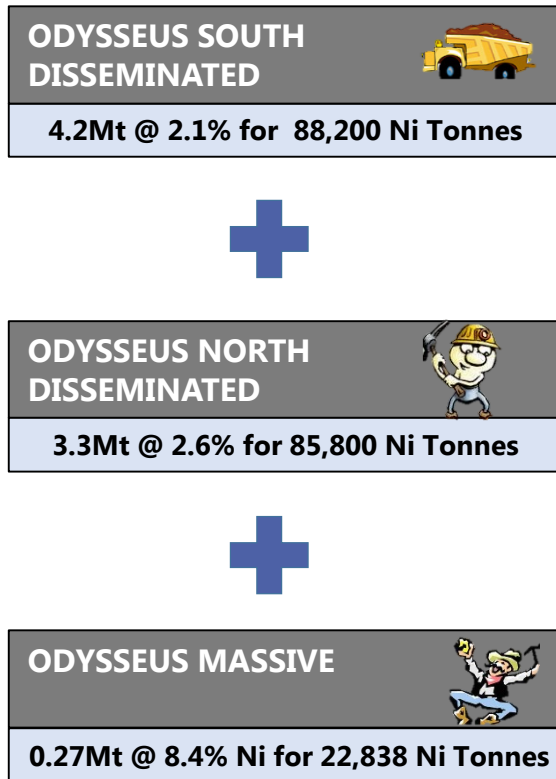 ODYSSEUS SOUTH
DISSEMINATED
4.2Mt @ 2.1% for 88,200 Ni Tonnes
ODYSSEUS NORTH
DISSEMINATED
3.3Mt @ 2.6% for 85,800 Ni Tonnes
ODYSSEUS MASSIVE
0.27Mt @ 8.4% Ni for 22,838 Ni Tonnes